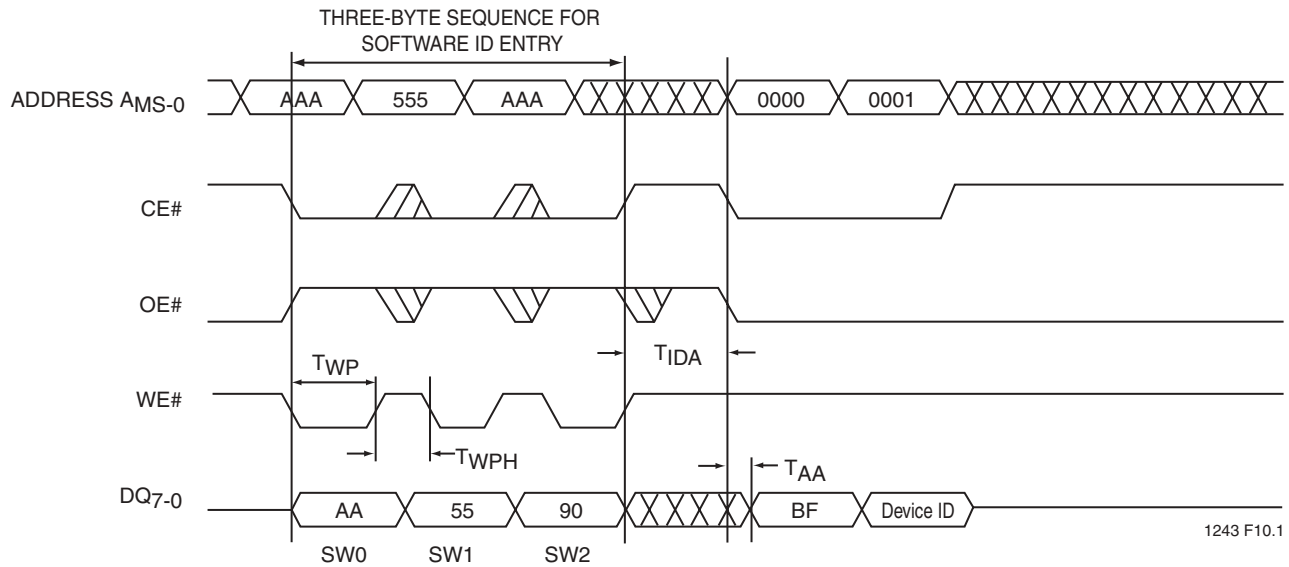 THREE-BYTE SEQUENCE FOR
SOFTWARE ID ENTRY
ADDRESS AMS-0
AAA 555 AAA 0000 0001
CE#
OE#
TWP TIDA
WE#
TWPH TAA
DQ7-0
AA 55 90 BF Device ID
SW0 SW1 SW2
1243 F10.1